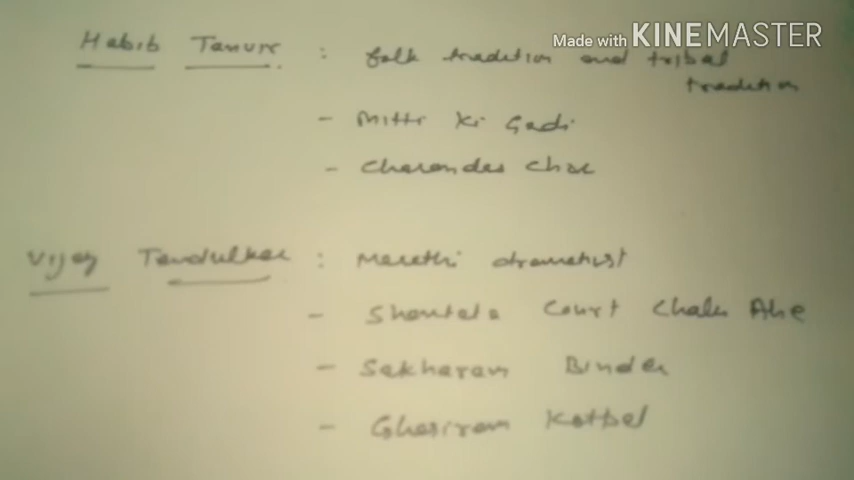 Made with KINEMASTER
Habib Tanvir : folk tradition and tribal
tradition
- Mitti Ki Gadi
- Charandas Chor
Vijay Tendulkar : Marathi dramatist
- Shantata Court Chalu Ahe
- Sakharam Binder
- Ghasiram Kotwal